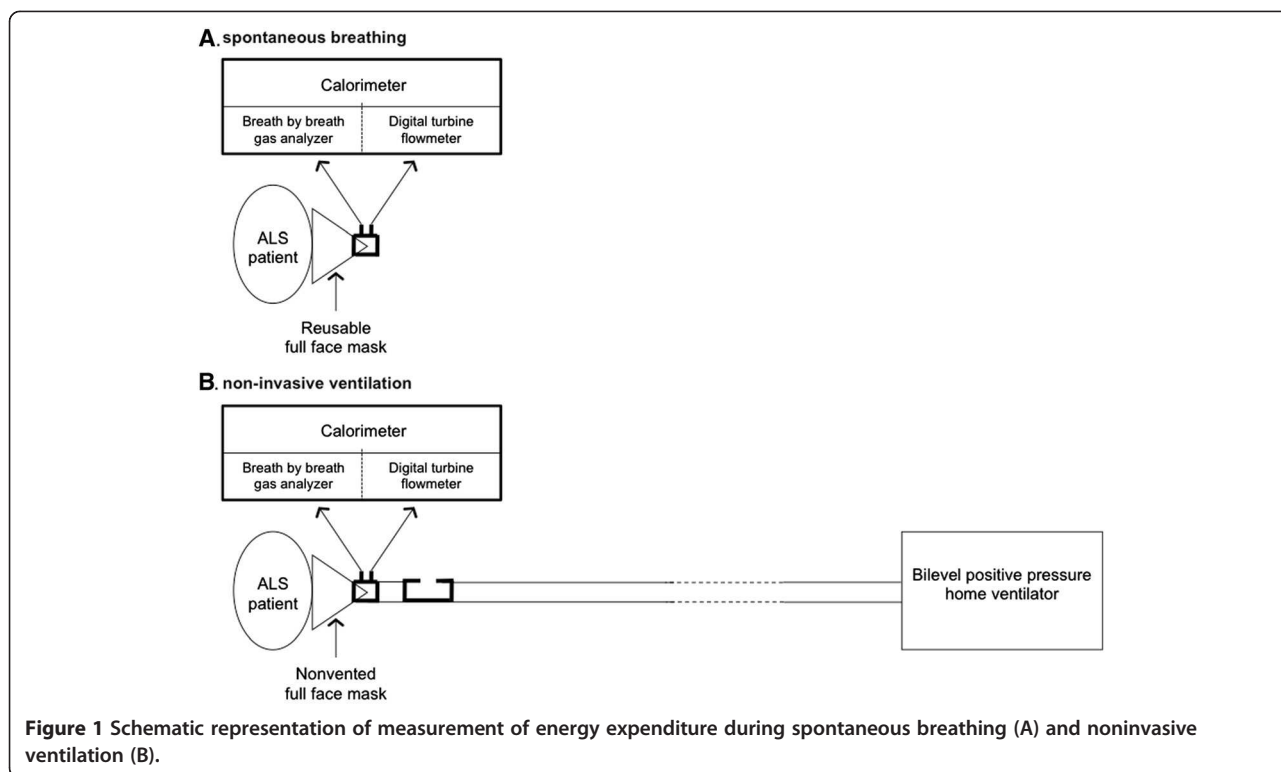 A. spontaneous breathing
Calorimeter
Breath by breath
gas analyzer
Digital turbine
flowmeter
ALS
patient
Reusable
full face mask
B. non-invasive ventilation
Calorimeter
Breath by breath
gas analyzer
Digital turbine
flowmeter
ALS
patient
Bilevel positive pressure
home ventilator
Nonvented
full face mask
Figure 1 Schematic representation of measurement of energy expenditure during spontaneous breathing (A) and noninvasive
ventilation (B).